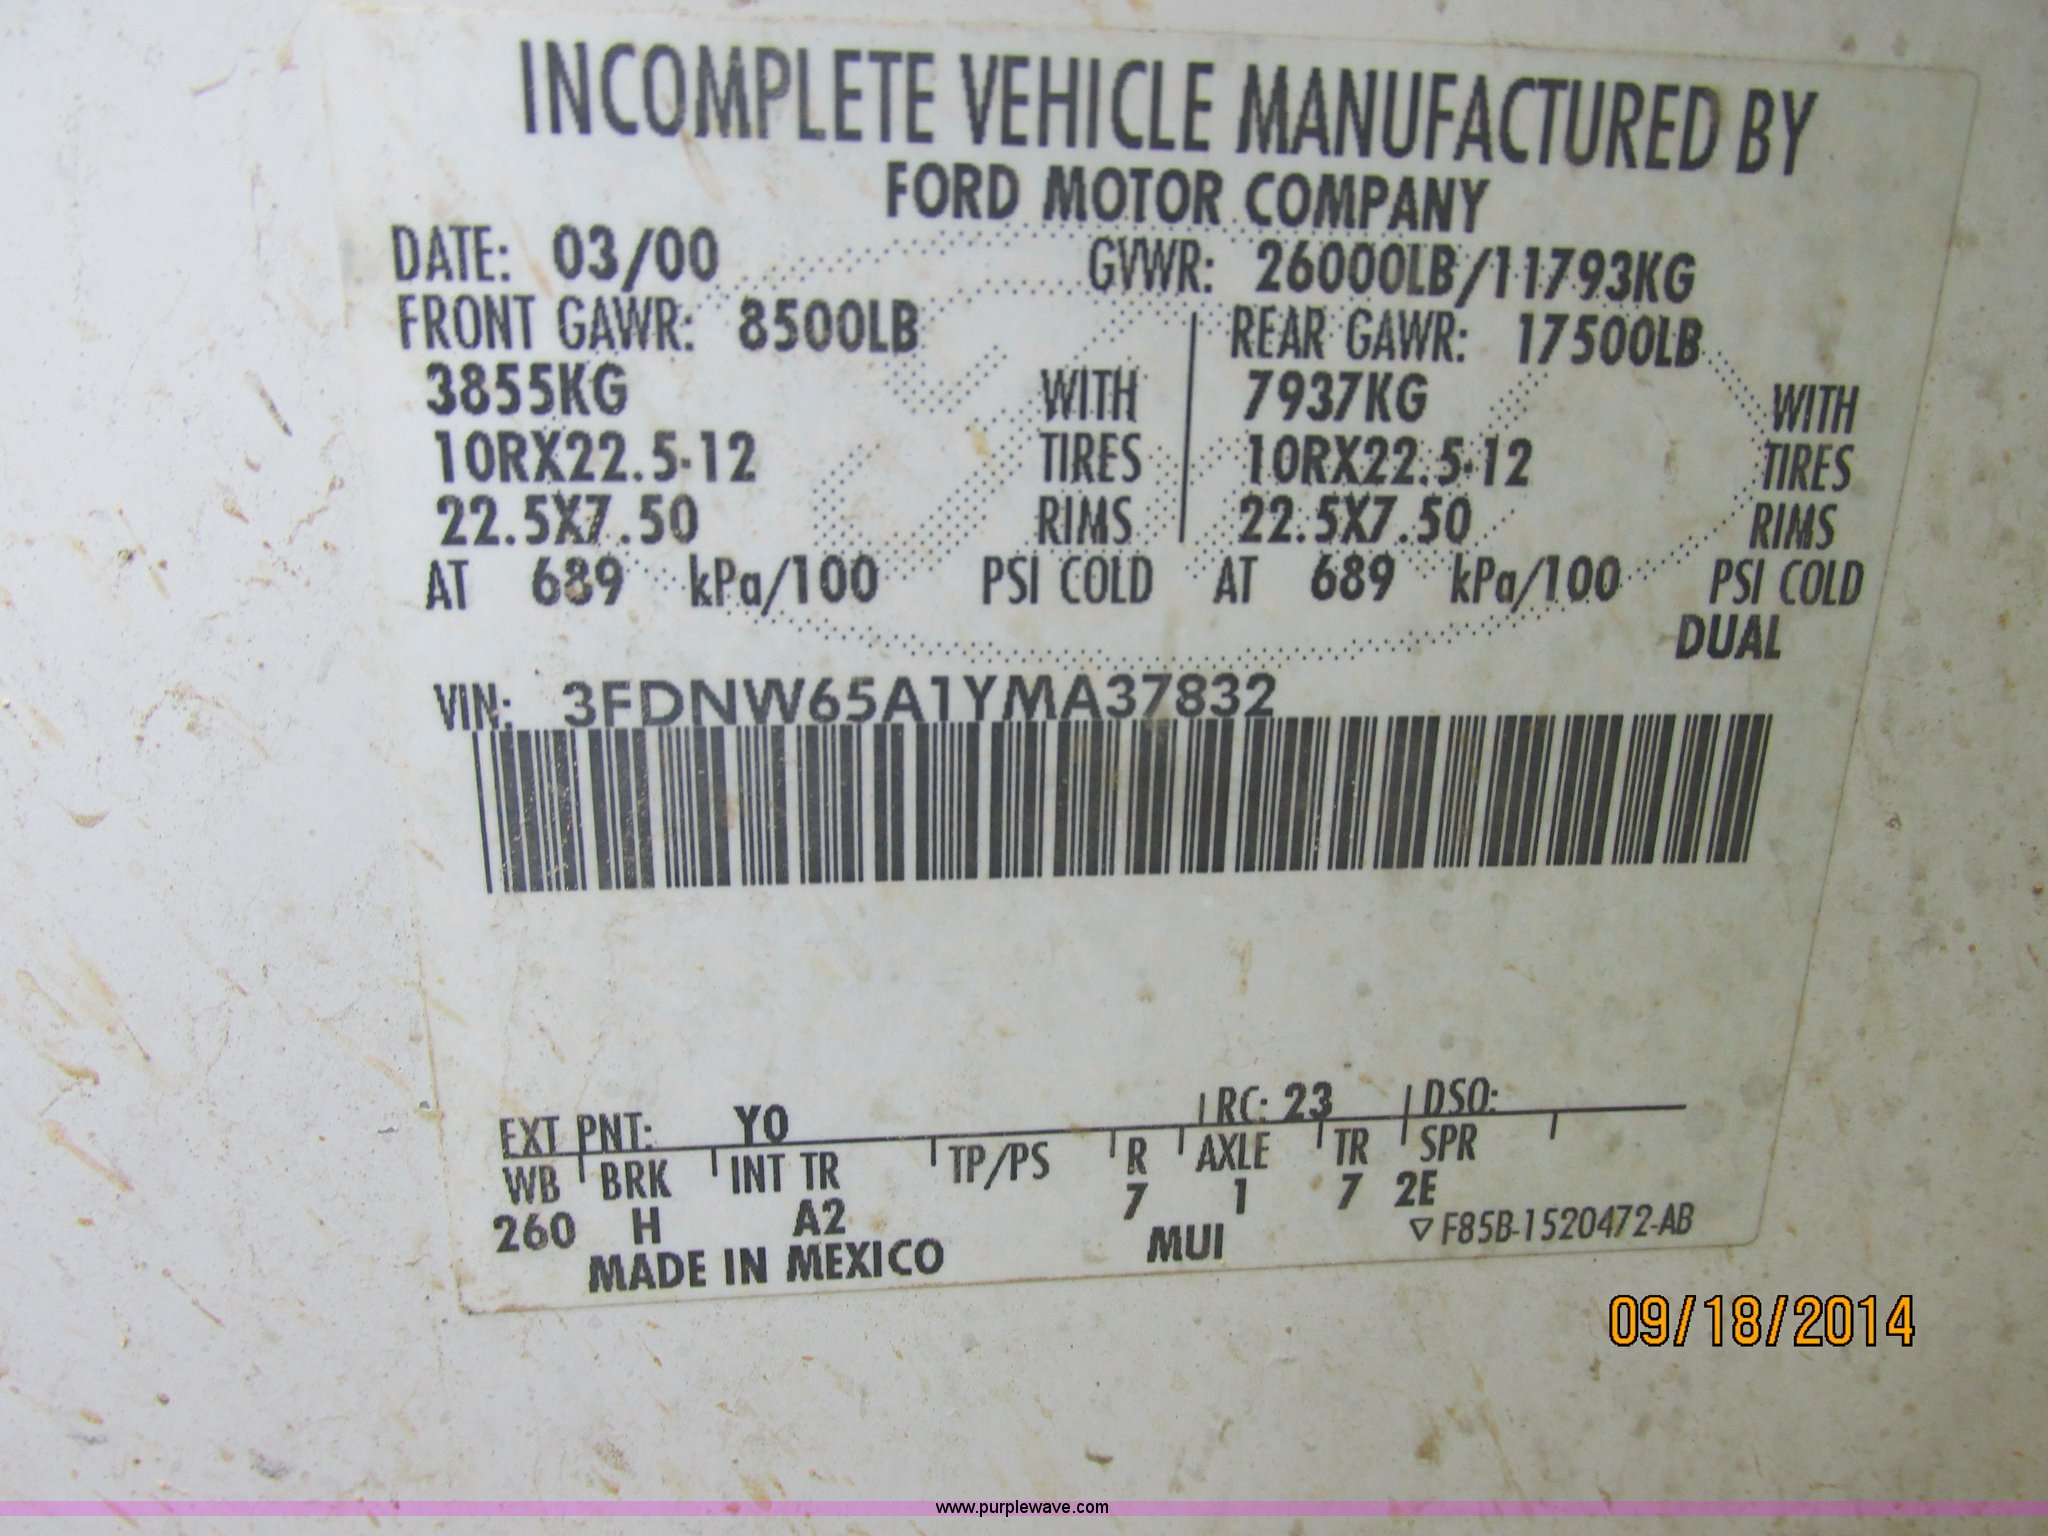 INCOMPLETE VEHICLE MANUFACTURED BY
FORD MOTOR COMPANY
DATE: 03/00 GVWR: 26000LB/11793KG
FRONT GAWR: 8500LB REAR GAWR: 17500LB
3855KG WITH 7937KG WITH
10RX22.5-12 TIRES 10RX22.5-12 TIRES
22.5X7.50 RIMS 22.5X7.50 RIMS
AT 689 kPa/100 PSI COLD AT 689 kPa/100 PSI COLD
DUAL
VIN: 3FDNW65A1YMA37832
EXT PNT: YO RC: 23 DSO:
WB BRK INT TR TP/PS R AXLE TR SPR
260 H A2 7 1 7 2E
MADE IN MEXICO MUI ▽F85B-1520472-AB
09/18/2014
www.purplewave.com